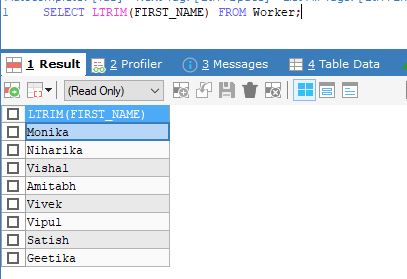 1 SELECT LTRIM(FIRST_NAME) FROM Worker;
1 Result 2 Profiler 3 Messages 4 Table Data
(Read Only)
LTRIM(FIRST_NAME)
Monika
Niharika
Vishal
Amitabh
Vivek
Vipul
Satish
Geetika